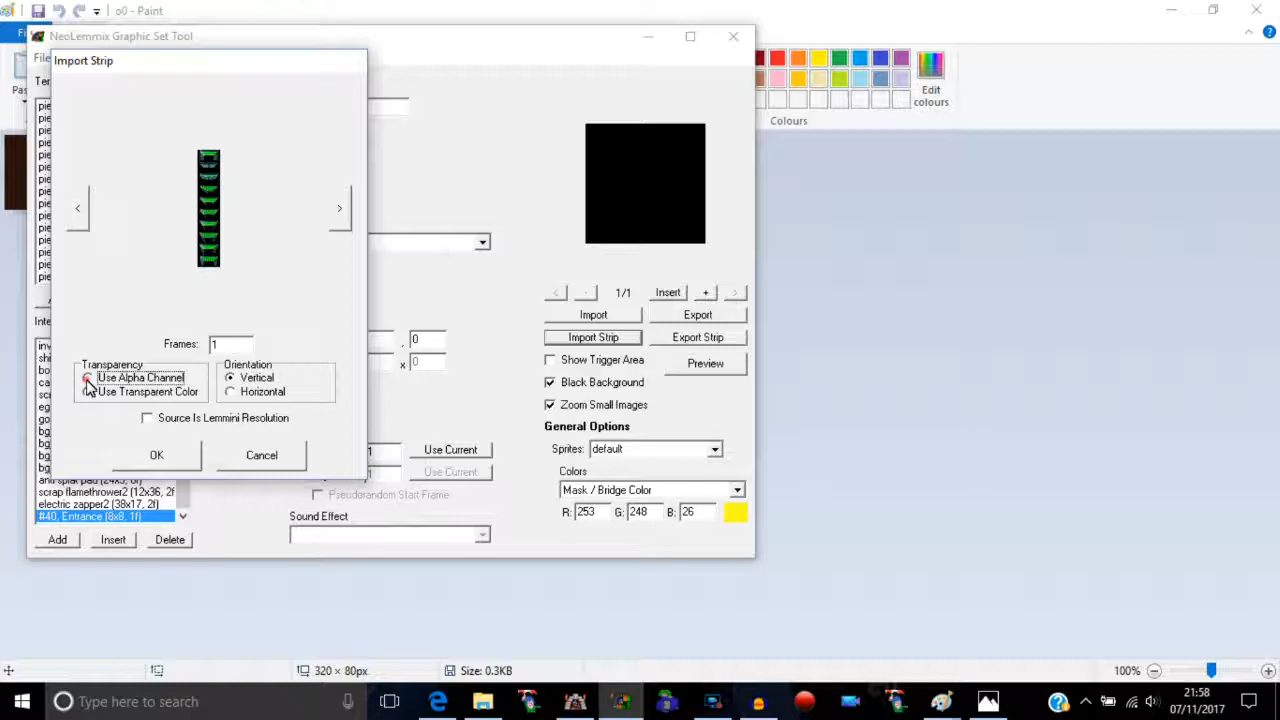 o0 - Paint
NeoLemmix Graphic Set Tool
Import Strip
Edit
colours
Colours
<
>
Frames:
1
Transparency
Use Alpha Channel
Use Transparent Color
Orientation
Vertical
Horizontal
Source Is Lemmini Resolution
OK
Cancel
, 0
x 0
<
-
1/1
Insert
+
>
Import
Export
Import Strip
Export Strip
Show Trigger Area
Preview
Black Background
Zoom Small Images
General Options
Sprites: default
Colors
Mask / Bridge Color
R: 253 G: 248 B: 26
Use Current
Use Current
Pseudorandom Start Frame
Sound Effect
scrap flamethrower2 (12x36, 2f
electric zapper2 (38x17, 2f)
#40, Entrance (8x8, 1f)
Add
Insert
Delete
320 × 80px
Size: 0.3KB
100%
Type here to search
21:58
07/11/2017